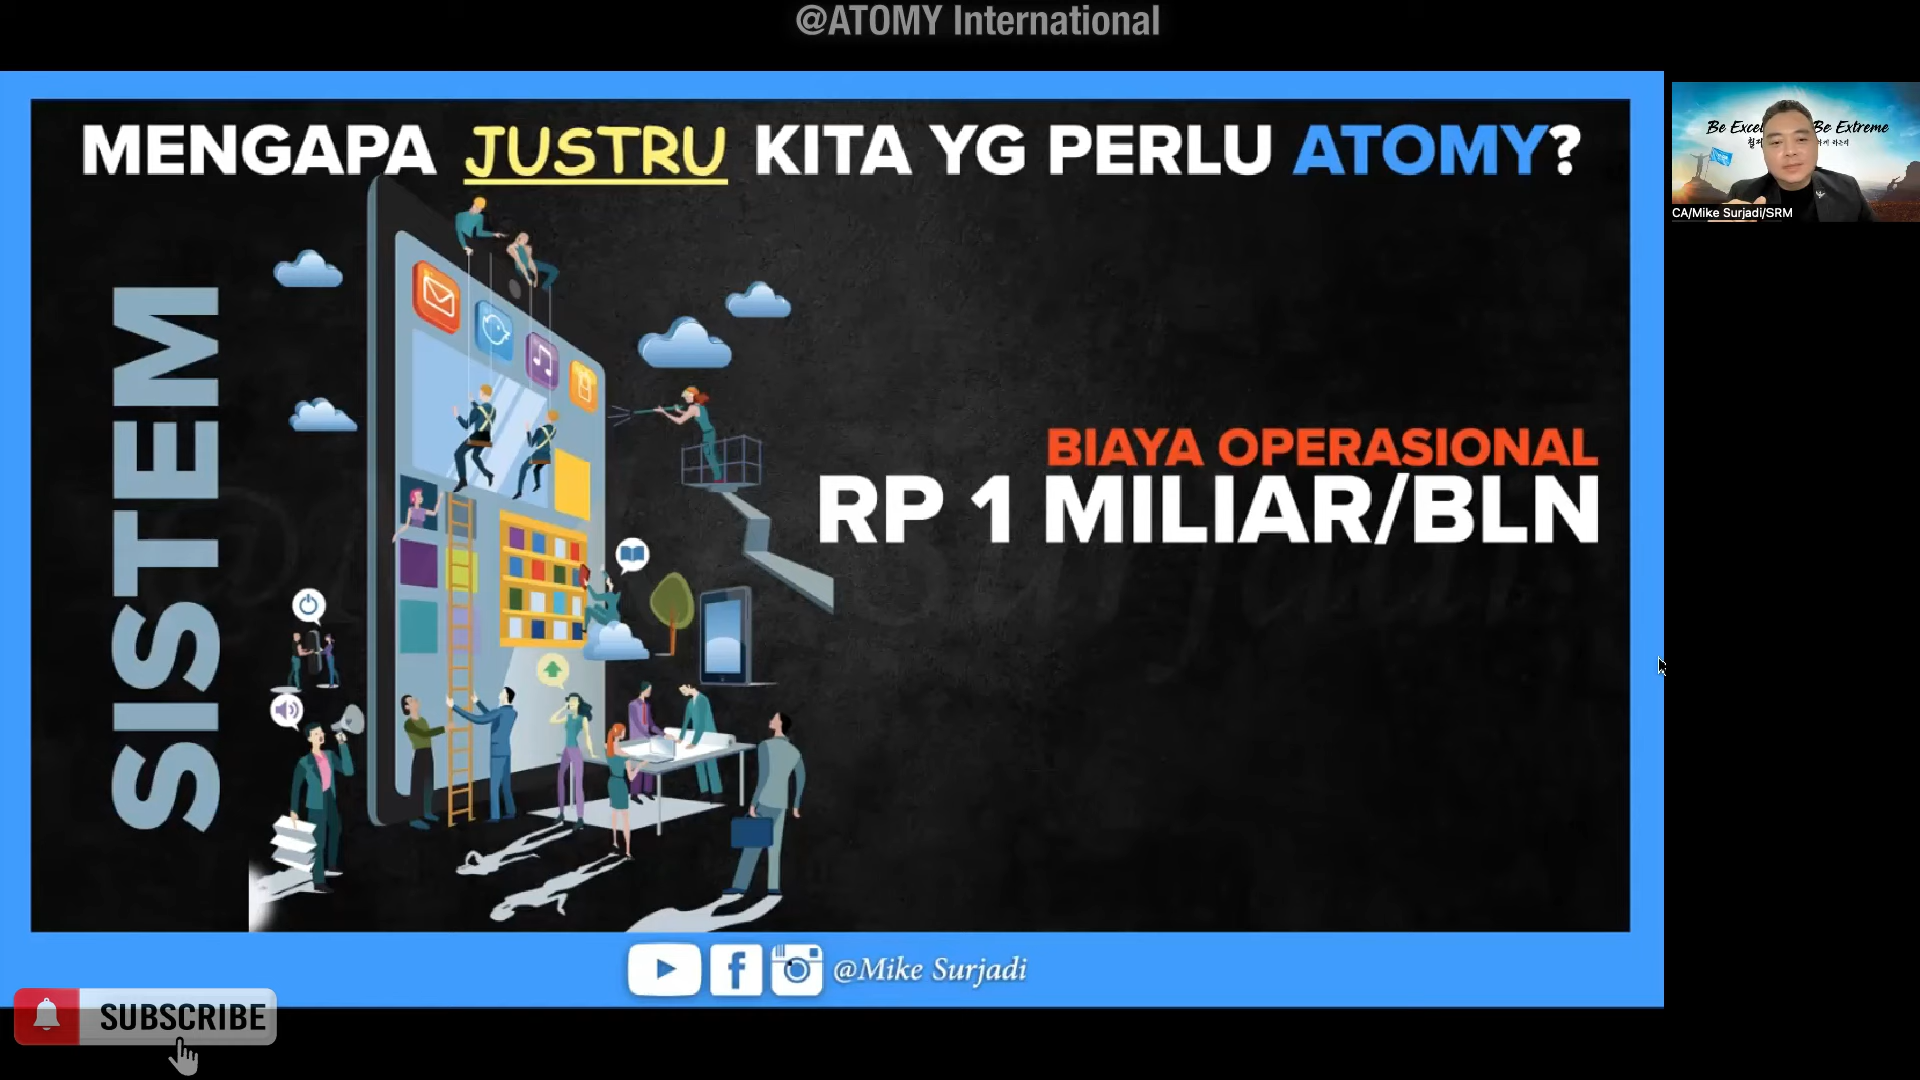 @ATOMY International
MENGAPA JUSTRU KITA YG PERLU ATOMY?
Be Excel Be Extreme
CA/Mike Surjadi/SRM
SISTEM
BIAYA OPERASIONAL
RP 1 MILIAR/BLN
@Mike Surjadi
SUBSCRIBE